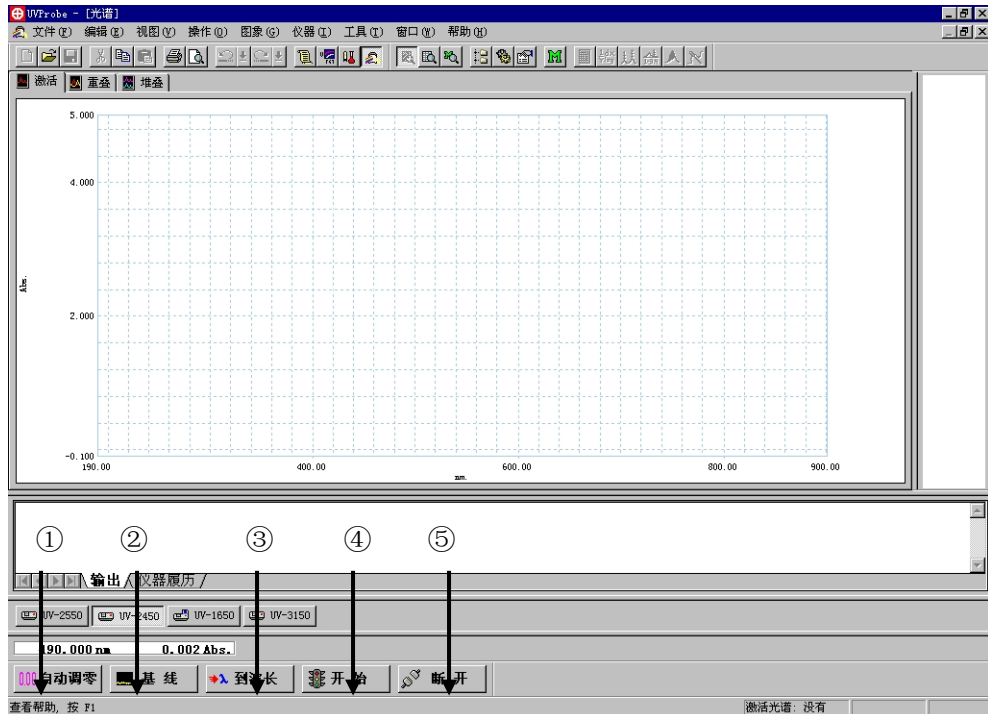 UVProbe - [光谱]
文件(F) 编辑(E) 视图(V) 操作(O) 图象(G) 仪器(I) 工具(T) 窗口(W) 帮助(H)
激活 重叠 堆叠
5.000
4.000
Abs.
2.000
-0.100
190.00 400.00 600.00 800.00 900.00
nm.
① ② ③ ④ ⑤
输出 仪器履历
UV-2550 UV-2450 UV-1650 UV-3150
190.000 nm 0.002 Abs.
自动调零 基 线 到波长 开 始 断 开
查看帮助, 按 F1 激活光谱: 没有